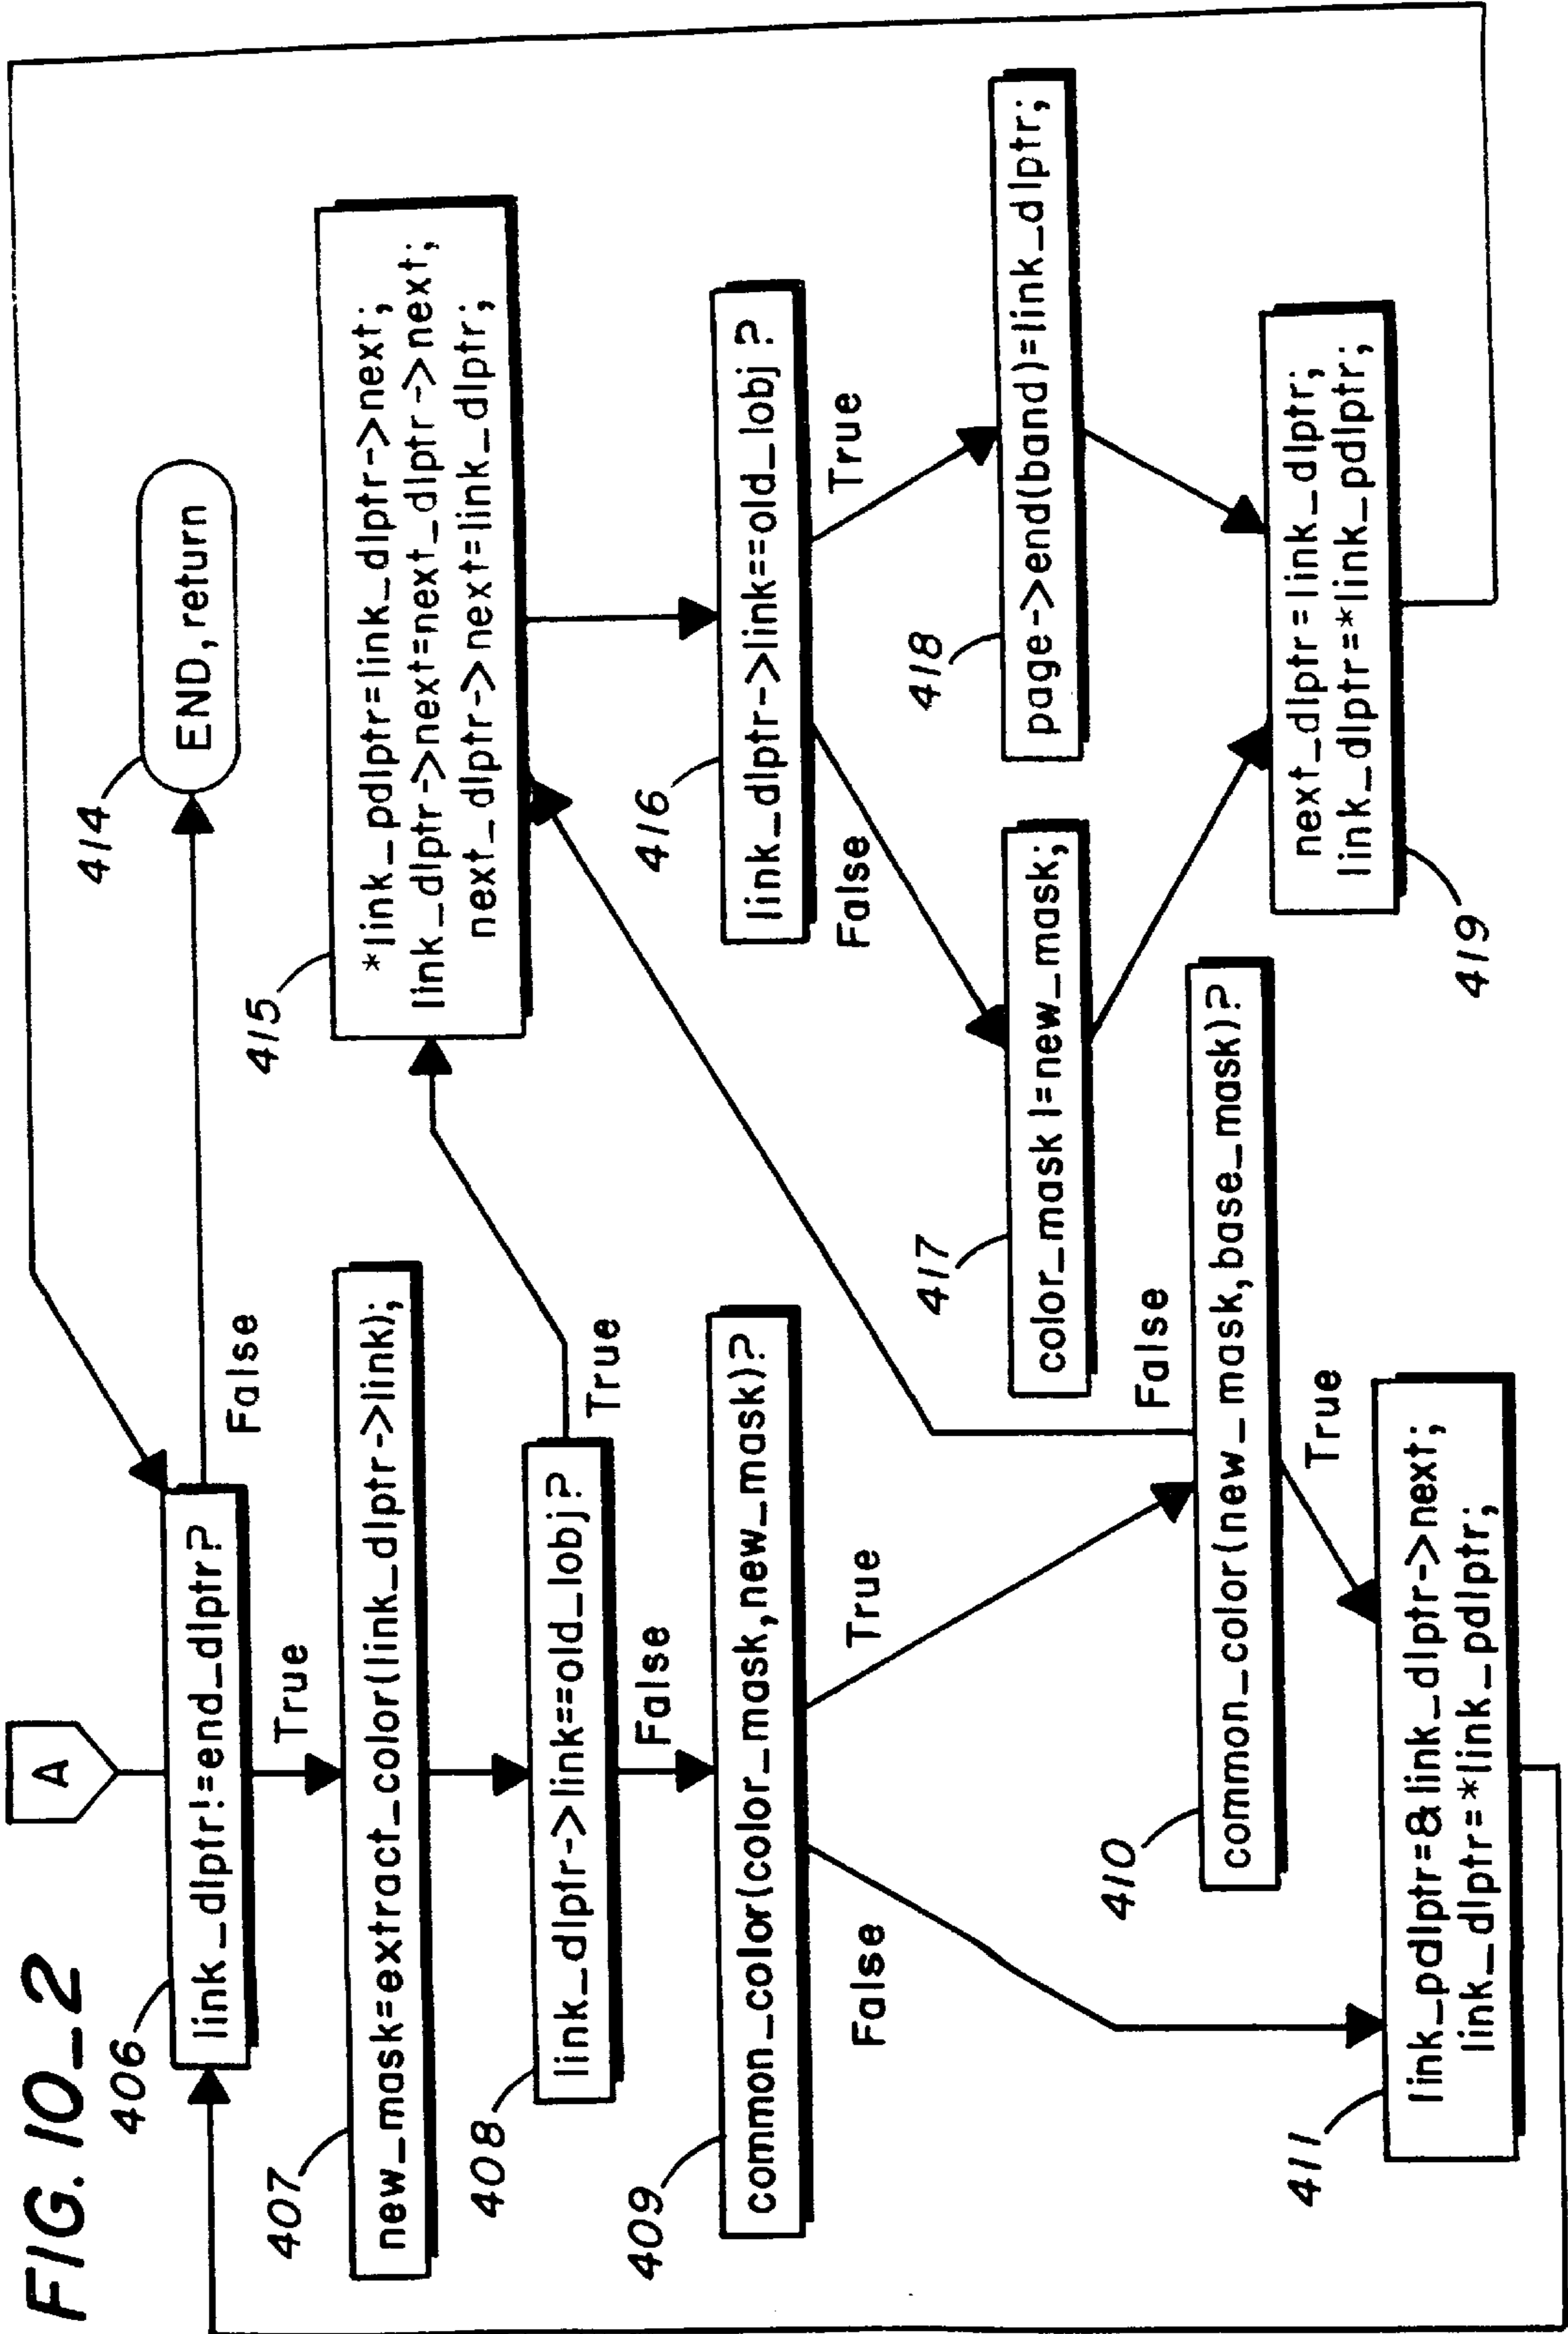 FIG. 10_2
A
406
link_dlptr!=end_dlptr?
True
False
414
END, return
407
new_mask=extract_color(link_dlptr->link);
408
link_dlptr->link==old_lobj?
True
False
415
*link_pdlptr=link_dlptr->next;
link_dlptr->next=next_dlptr->next;
next_dlptr->next=link_dlptr;
409
common_color(color_mask,new_mask)?
False
True
416
link_dlptr->link==old_lobj?
False
True
410
common_color(new_mask,base_mask)?
False
True
417
color_mask|=new_mask;
418
page->end(band)=link_dlptr;
411
link_pdlptr=&link_dlptr->next;
link_dlptr=*link_pdlptr;
419
next_dlptr=link_dlptr;
link_dlptr=*link_pdlptr;